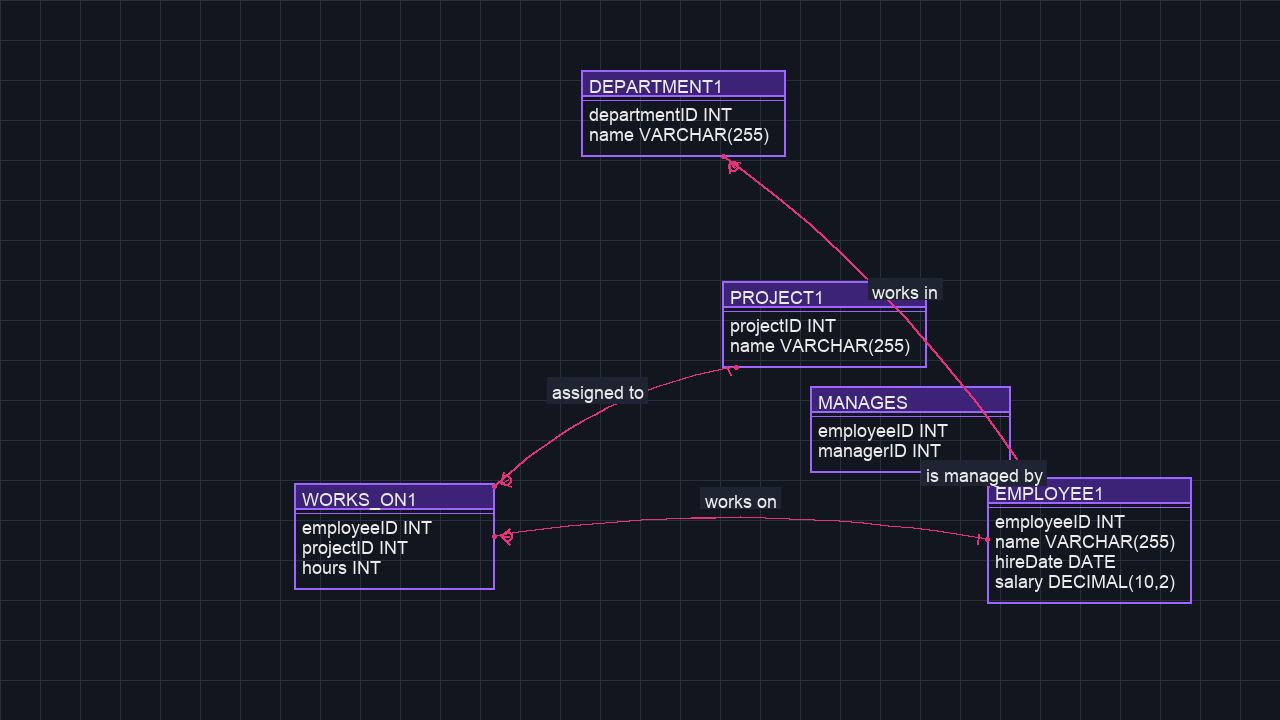 DEPARTMENT1
departmentID INT
name VARCHAR(255)
works in
PROJECT1
projectID INT
name VARCHAR(255)
assigned to
MANAGES
employeeID INT
managerID INT
is managed by
works on
WORKS_ON1
employeeID INT
projectID INT
hours INT
EMPLOYEE1
employeeID INT
name VARCHAR(255)
hireDate DATE
salary DECIMAL(10,2)